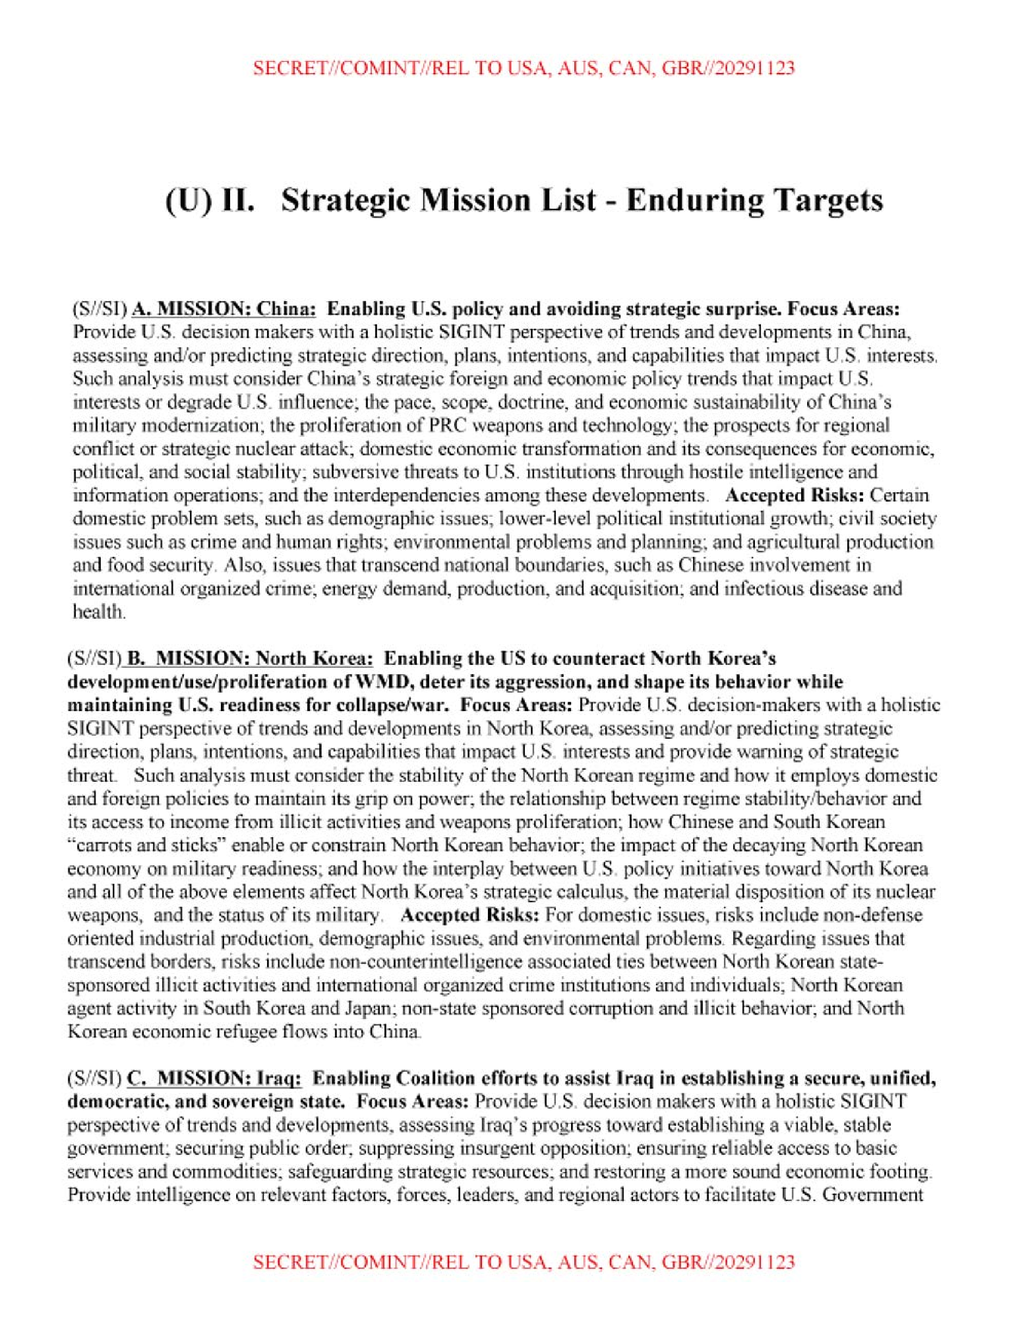 SECRET//COMINT//REL TO USA, AUS, CAN, GBR//20291123
(U) II. Strategic Mission List - Enduring Targets
(S//SI) A. MISSION: China: Enabling U.S. policy and avoiding strategic surprise. Focus Areas:
Provide U.S. decision makers with a holistic SIGINT perspective of trends and developments in China,
assessing and/or predicting strategic direction, plans, intentions, and capabilities that impact U.S. interests.
Such analysis must consider China's strategic foreign and economic policy trends that impact U.S.
interests or degrade U.S. influence; the pace, scope, doctrine, and economic sustainability of China's
military modernization; the proliferation of PRC weapons and technology; the prospects for regional
conflict or strategic nuclear attack; domestic economic transformation and its consequences for economic,
political, and social stability; subversive threats to U.S. institutions through hostile intelligence and
information operations; and the interdependencies among these developments. Accepted Risks: Certain
domestic problem sets, such as demographic issues; lower-level political institutional growth; civil society
issues such as crime and human rights; environmental problems and planning; and agricultural production
and food security. Also, issues that transcend national boundaries, such as Chinese involvement in
international organized crime; energy demand, production, and acquisition; and infectious disease and
health.
(S//SI) B. MISSION: North Korea: Enabling the US to counteract North Korea's
development/use/proliferation of WMD, deter its aggression, and shape its behavior while
maintaining U.S. readiness for collapse/war. Focus Areas: Provide U.S. decision-makers with a holistic
SIGINT perspective of trends and developments in North Korea, assessing and/or predicting strategic
direction, plans, intentions, and capabilities that impact U.S. interests and provide warning of strategic
threat. Such analysis must consider the stability of the North Korean regime and how it employs domestic
and foreign policies to maintain its grip on power; the relationship between regime stability/behavior and
its access to income from illicit activities and weapons proliferation; how Chinese and South Korean
“carrots and sticks” enable or constrain North Korean behavior; the impact of the decaying North Korean
economy on military readiness; and how the interplay between U.S. policy initiatives toward North Korea
and all of the above elements affect North Korea's strategic calculus, the material disposition of its nuclear
weapons, and the status of its military. Accepted Risks: For domestic issues, risks include non-defense
oriented industrial production, demographic issues, and environmental problems. Regarding issues that
transcend borders, risks include non-counterintelligence associated ties between North Korean state-
sponsored illicit activities and international organized crime institutions and individuals; North Korean
agent activity in South Korea and Japan; non-state sponsored corruption and illicit behavior; and North
Korean economic refugee flows into China.
(S//SI) C. MISSION: Iraq: Enabling Coalition efforts to assist Iraq in establishing a secure, unified,
democratic, and sovereign state. Focus Areas: Provide U.S. decision makers with a holistic SIGINT
perspective of trends and developments, assessing Iraq's progress toward establishing a viable, stable
government; securing public order; suppressing insurgent opposition; ensuring reliable access to basic
services and commodities; safeguarding strategic resources; and restoring a more sound economic footing.
Provide intelligence on relevant factors, forces, leaders, and regional actors to facilitate U.S. Government
SECRET//COMINT//REL TO USA, AUS, CAN, GBR//20291123